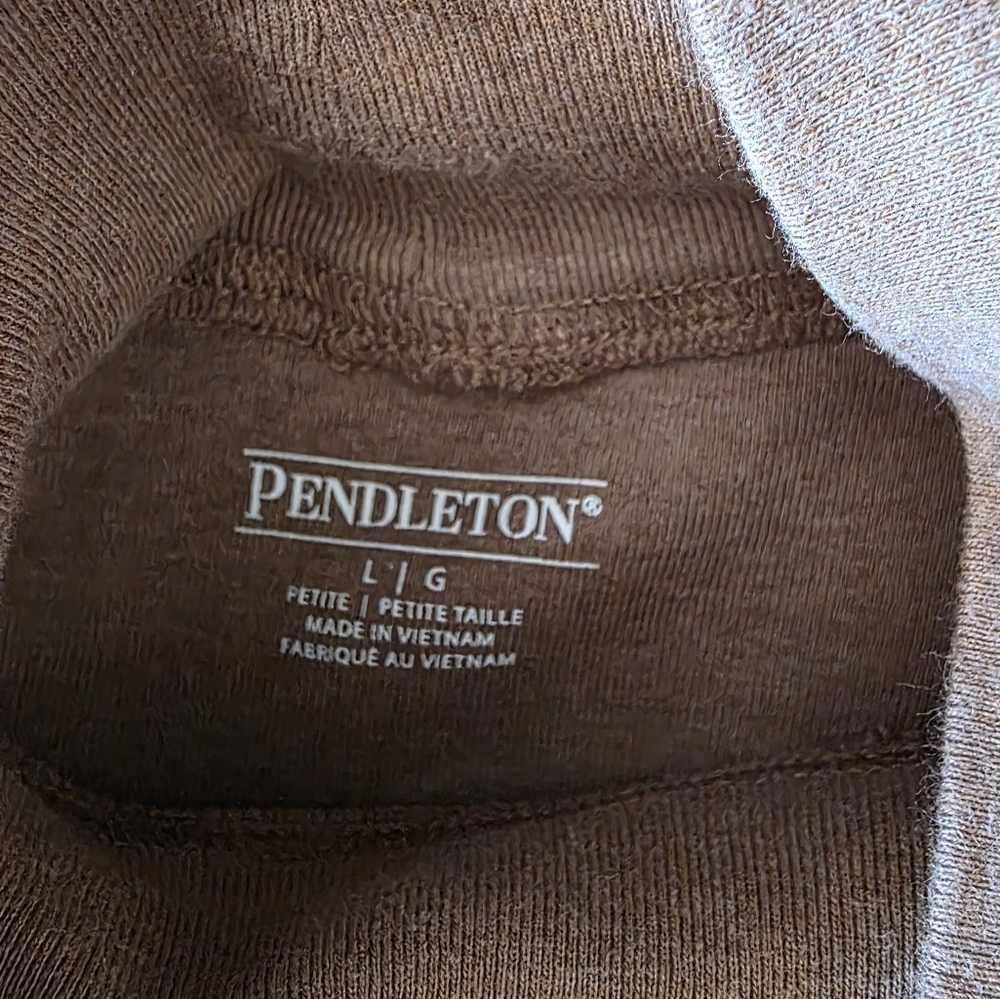 PENDLETON®
L | G
PETITE | PETITE TAILLE
MADE IN VIETNAM
FABRIQUÉ AU VIETNAM